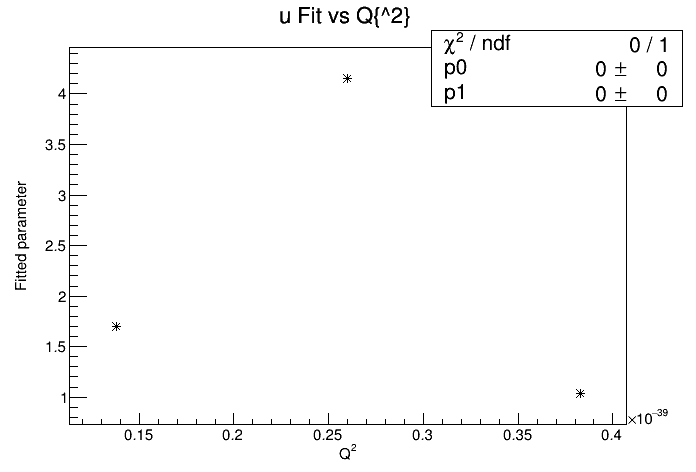 u Fit vs Q{^2}
χ² / ndf 0 / 1
p0 0 ± 0
p1 0 ± 0
Fitted parameter
4
3.5
3
2.5
2
1.5
1
0.15 0.2 0.25 0.3 0.35 0.4
×10⁻³⁹
Q²